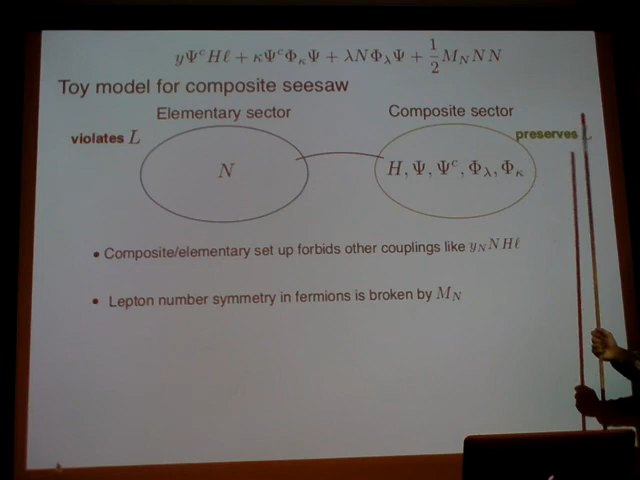 yΨᶜHℓ + κΨᶜΦ_κΨ + λNΦ_λΨ + ½M_N NN
Toy model for composite seesaw
Elementary sector
Composite sector
violates L
preserves L
N
H, Ψ, Ψᶜ, Φ_λ, Φ_κ
• Composite/elementary set up forbids other couplings like y_N NHℓ
• Lepton number symmetry in fermions is broken by M_N